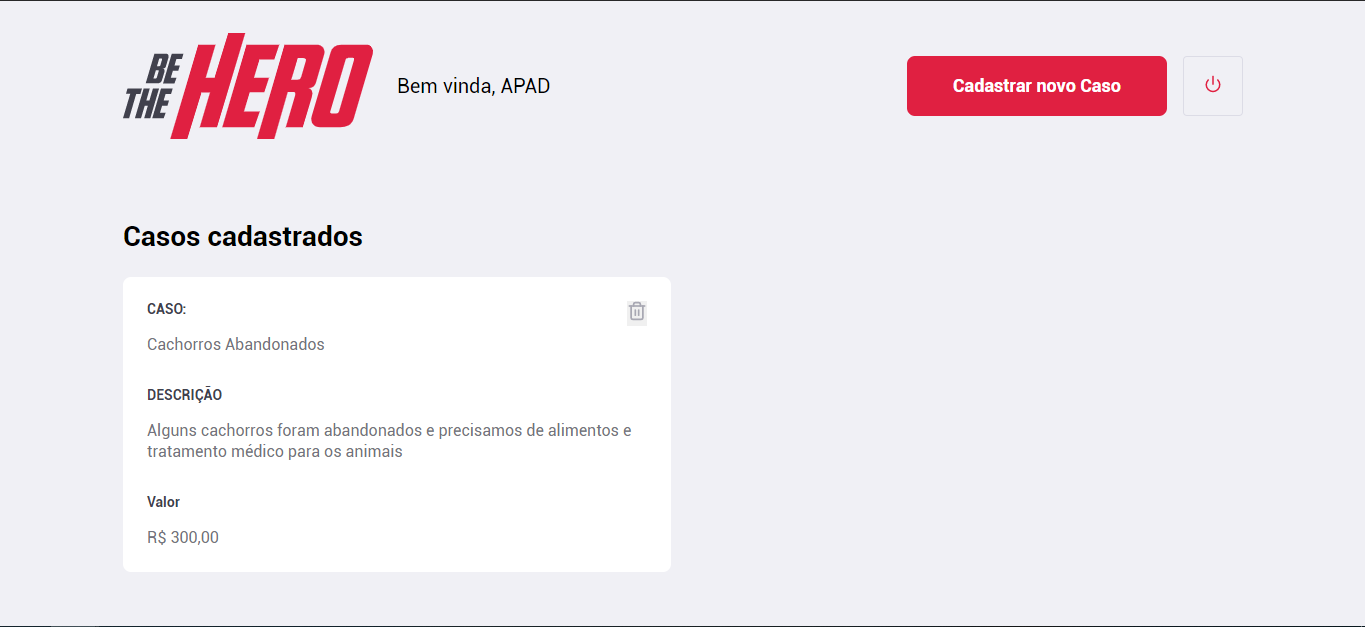 BE
THE HERO
Bem vinda, APAD
Cadastrar novo Caso
Casos cadastrados
CASO:
Cachorros Abandonados
DESCRIÇÃO
Alguns cachorros foram abandonados e precisamos de alimentos e
tratamento médico para os animais
Valor
R$ 300,00